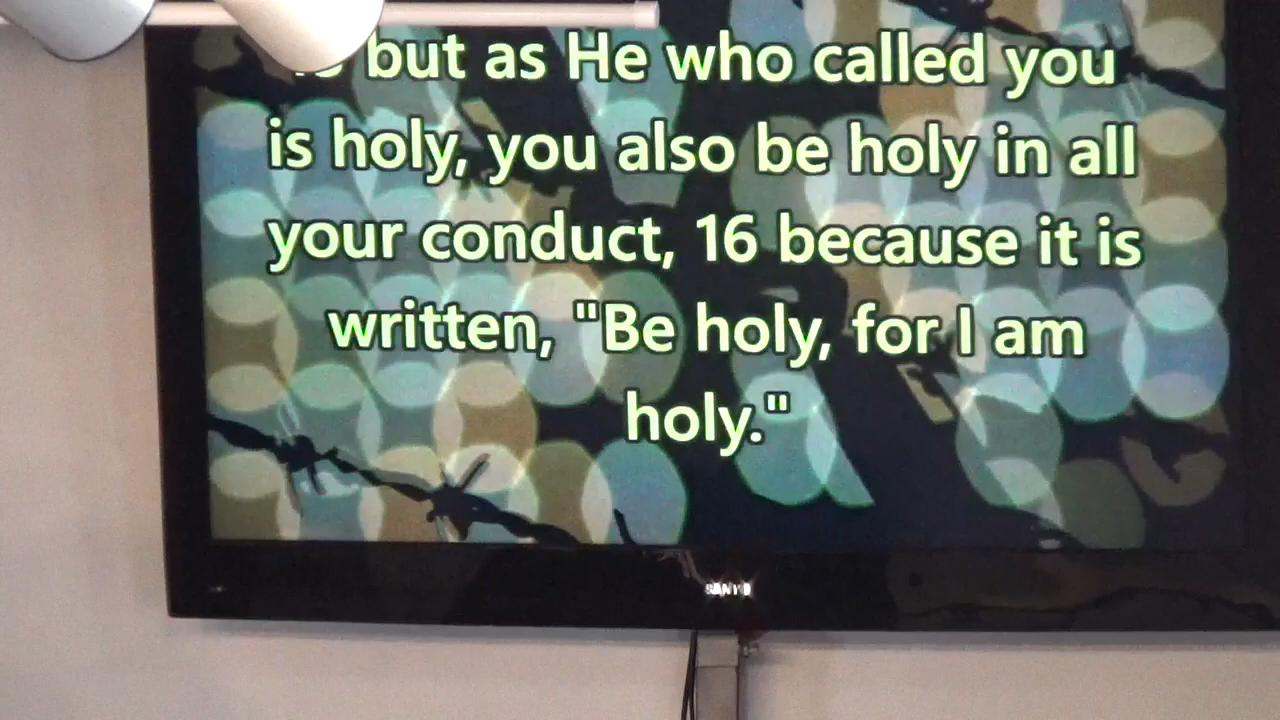 but as He who called you
is holy, you also be holy in all
your conduct, 16 because it is
written, "Be holy, for I am
holy."
SANYO